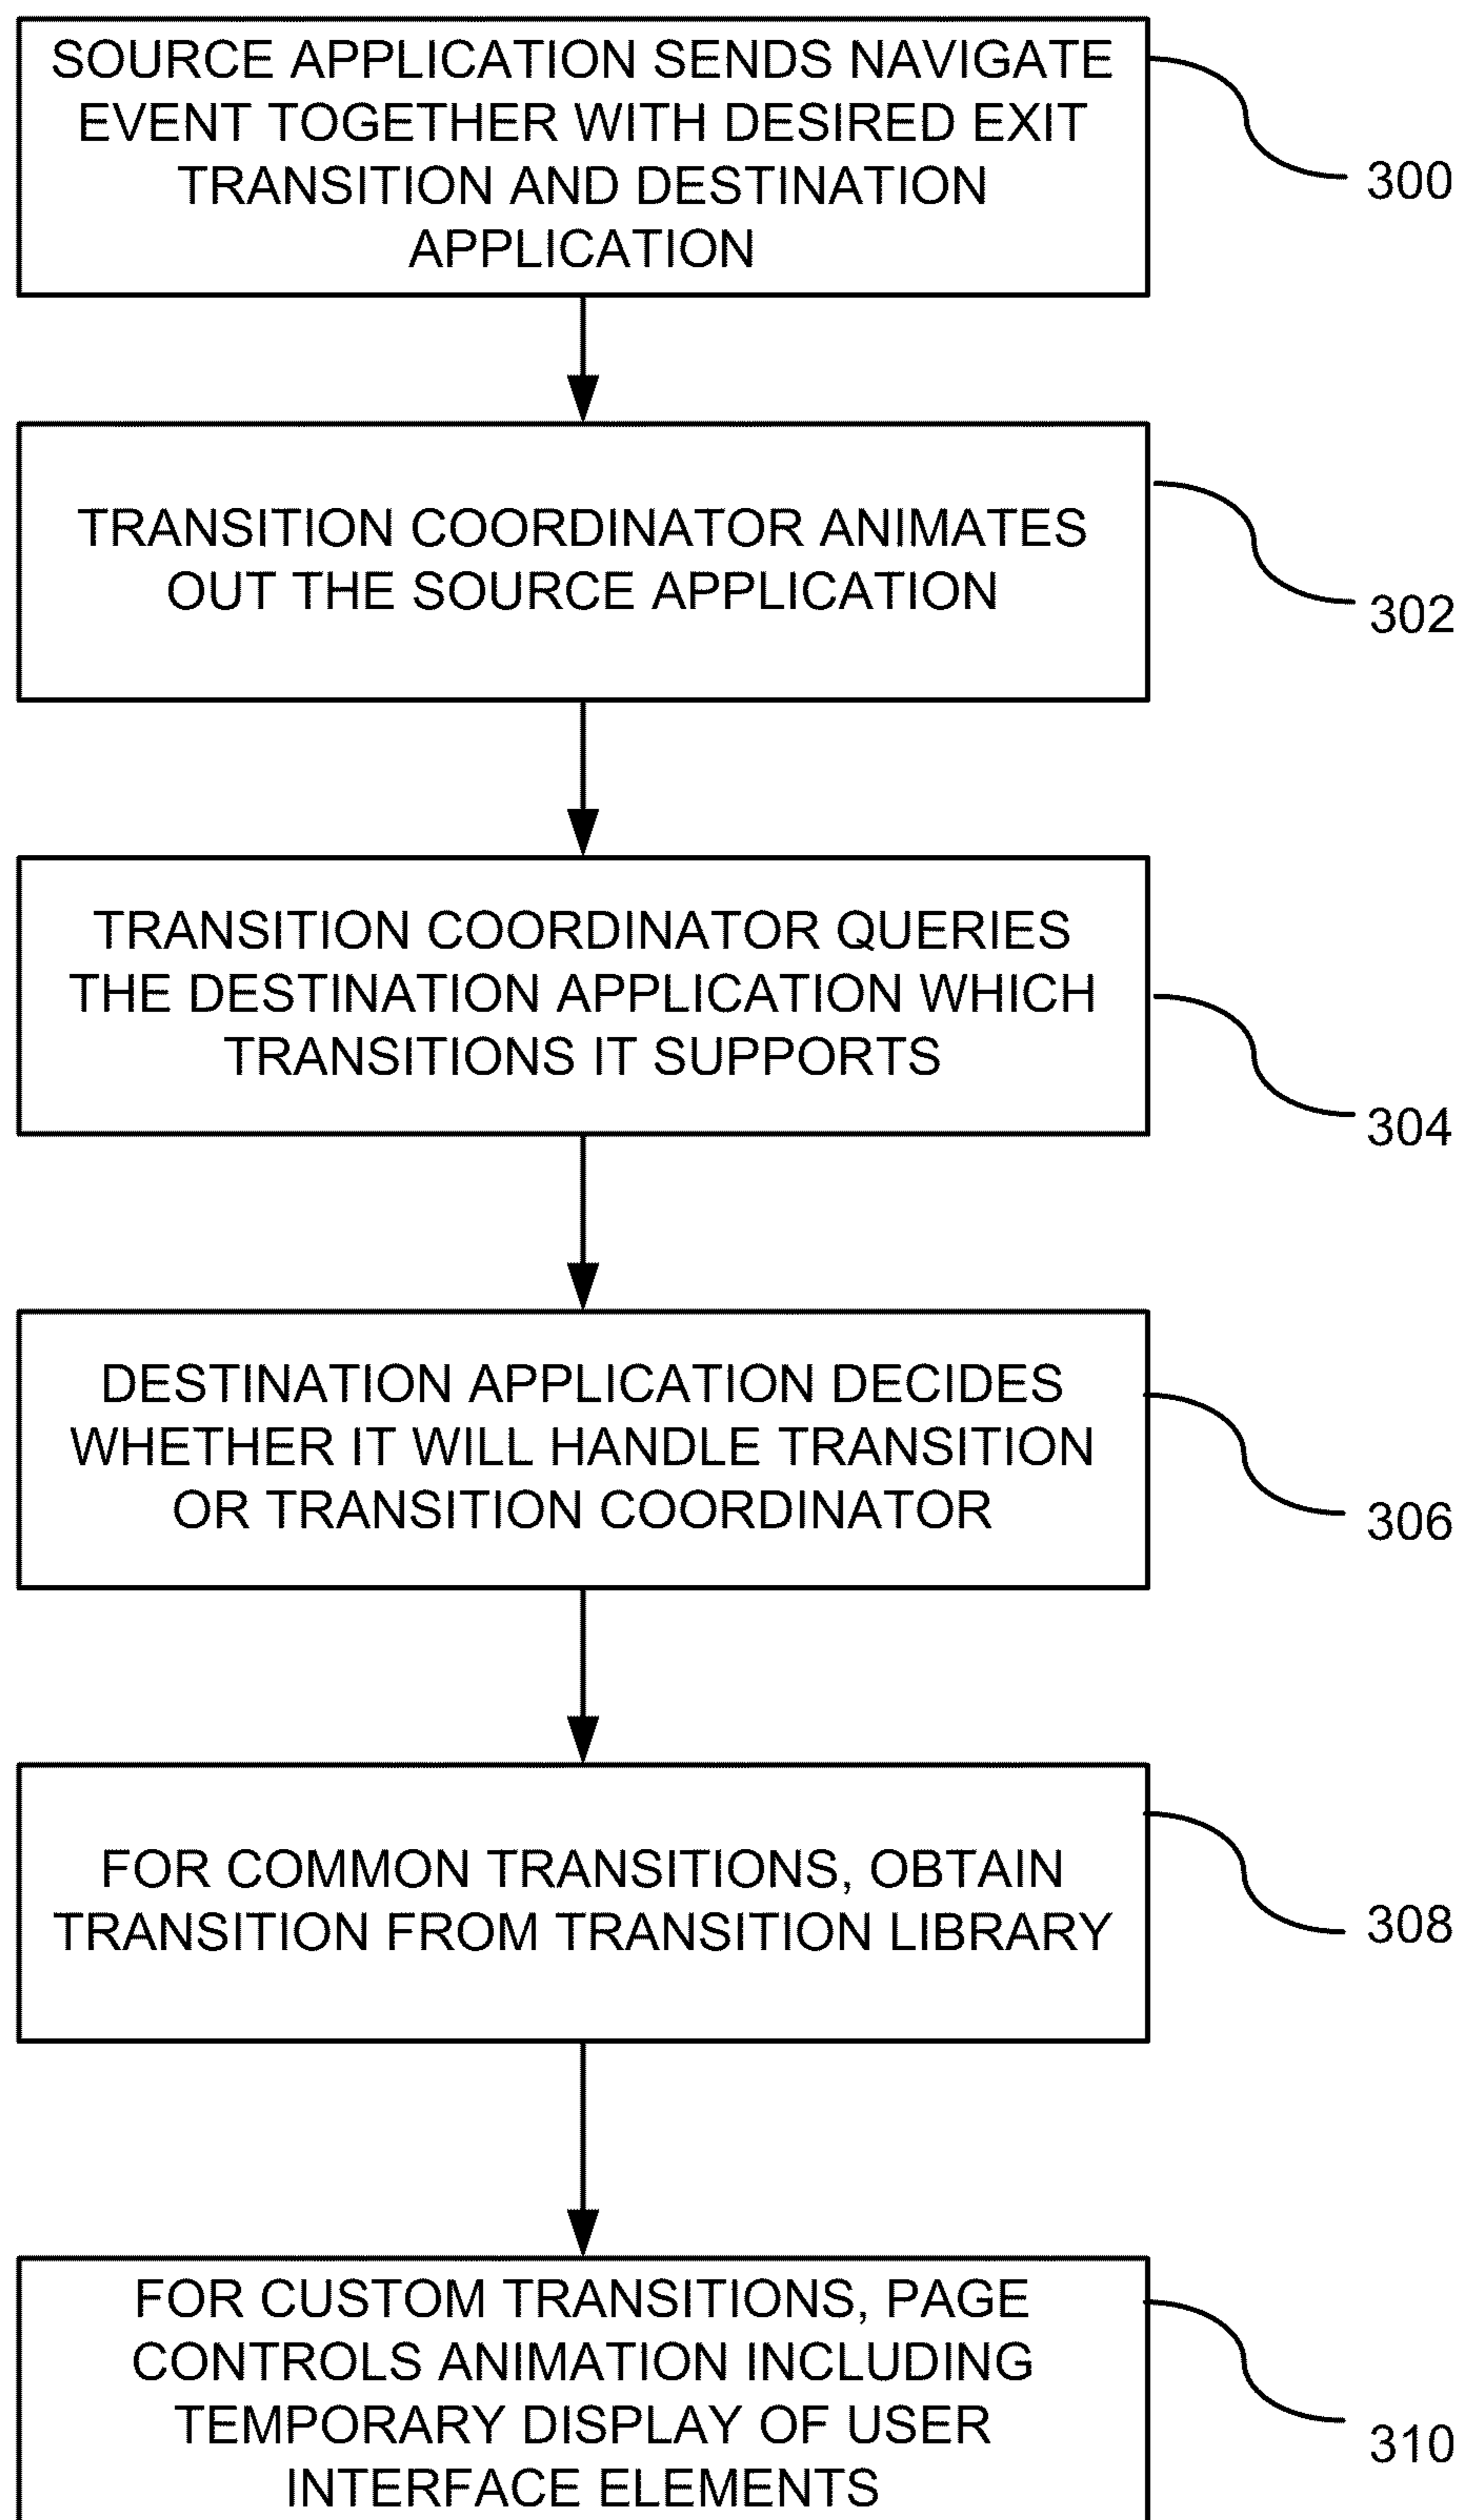 SOURCE APPLICATION SENDS NAVIGATE
EVENT TOGETHER WITH DESIRED EXIT
TRANSITION AND DESTINATION
APPLICATION
300
TRANSITION COORDINATOR ANIMATES
OUT THE SOURCE APPLICATION
302
TRANSITION COORDINATOR QUERIES
THE DESTINATION APPLICATION WHICH
TRANSITIONS IT SUPPORTS
304
DESTINATION APPLICATION DECIDES
WHETHER IT WILL HANDLE TRANSITION
OR TRANSITION COORDINATOR
306
FOR COMMON TRANSITIONS, OBTAIN
TRANSITION FROM TRANSITION LIBRARY
308
FOR CUSTOM TRANSITIONS, PAGE
CONTROLS ANIMATION INCLUDING
TEMPORARY DISPLAY OF USER
INTERFACE ELEMENTS
310